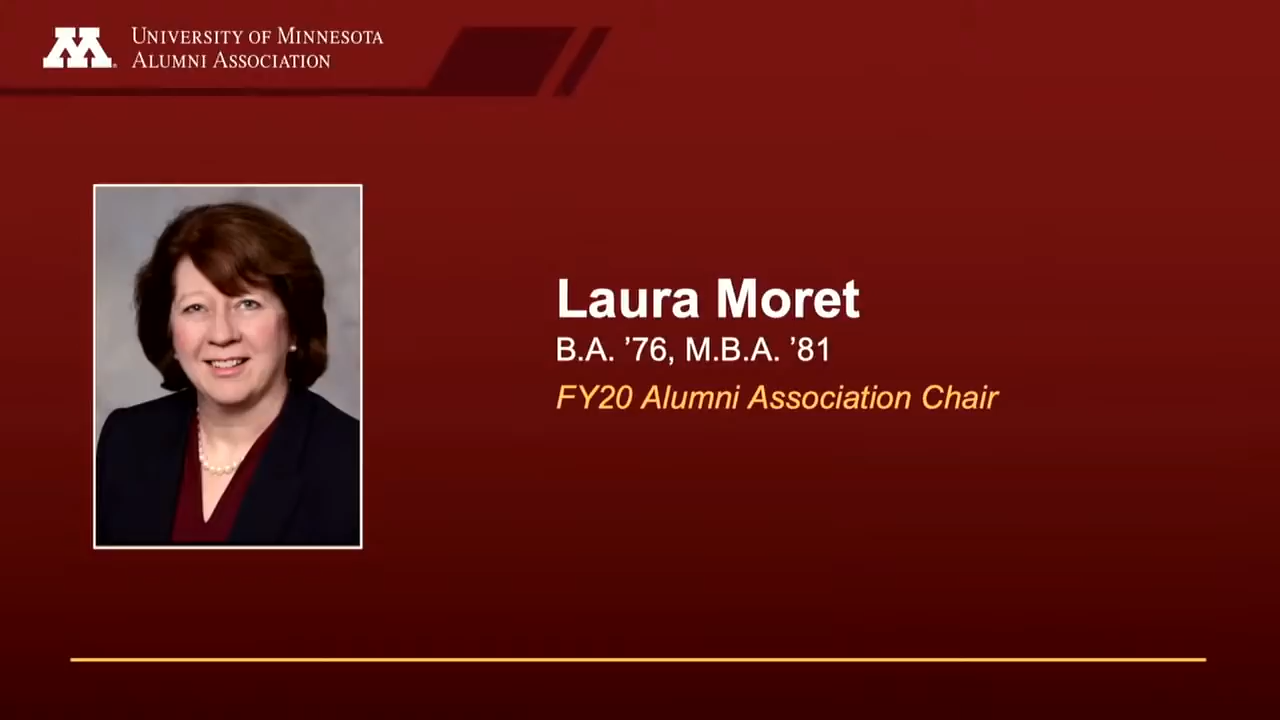 UNIVERSITY OF MINNESOTA
ALUMNI ASSOCIATION
Laura Moret
B.A. ’76, M.B.A. ’81
FY20 Alumni Association Chair